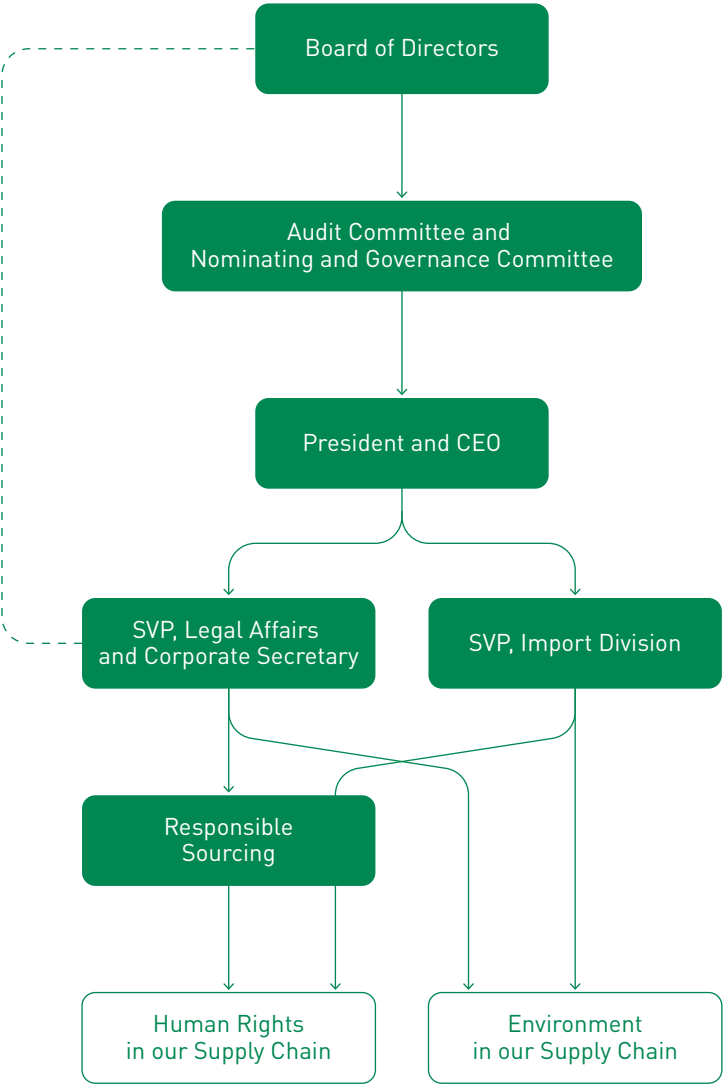 Board of Directors
Audit Committee and
Nominating and Governance Committee
President and CEO
SVP, Legal Affairs
and Corporate Secretary
SVP, Import Division
Responsible
Sourcing
Human Rights
in our Supply Chain
Environment
in our Supply Chain